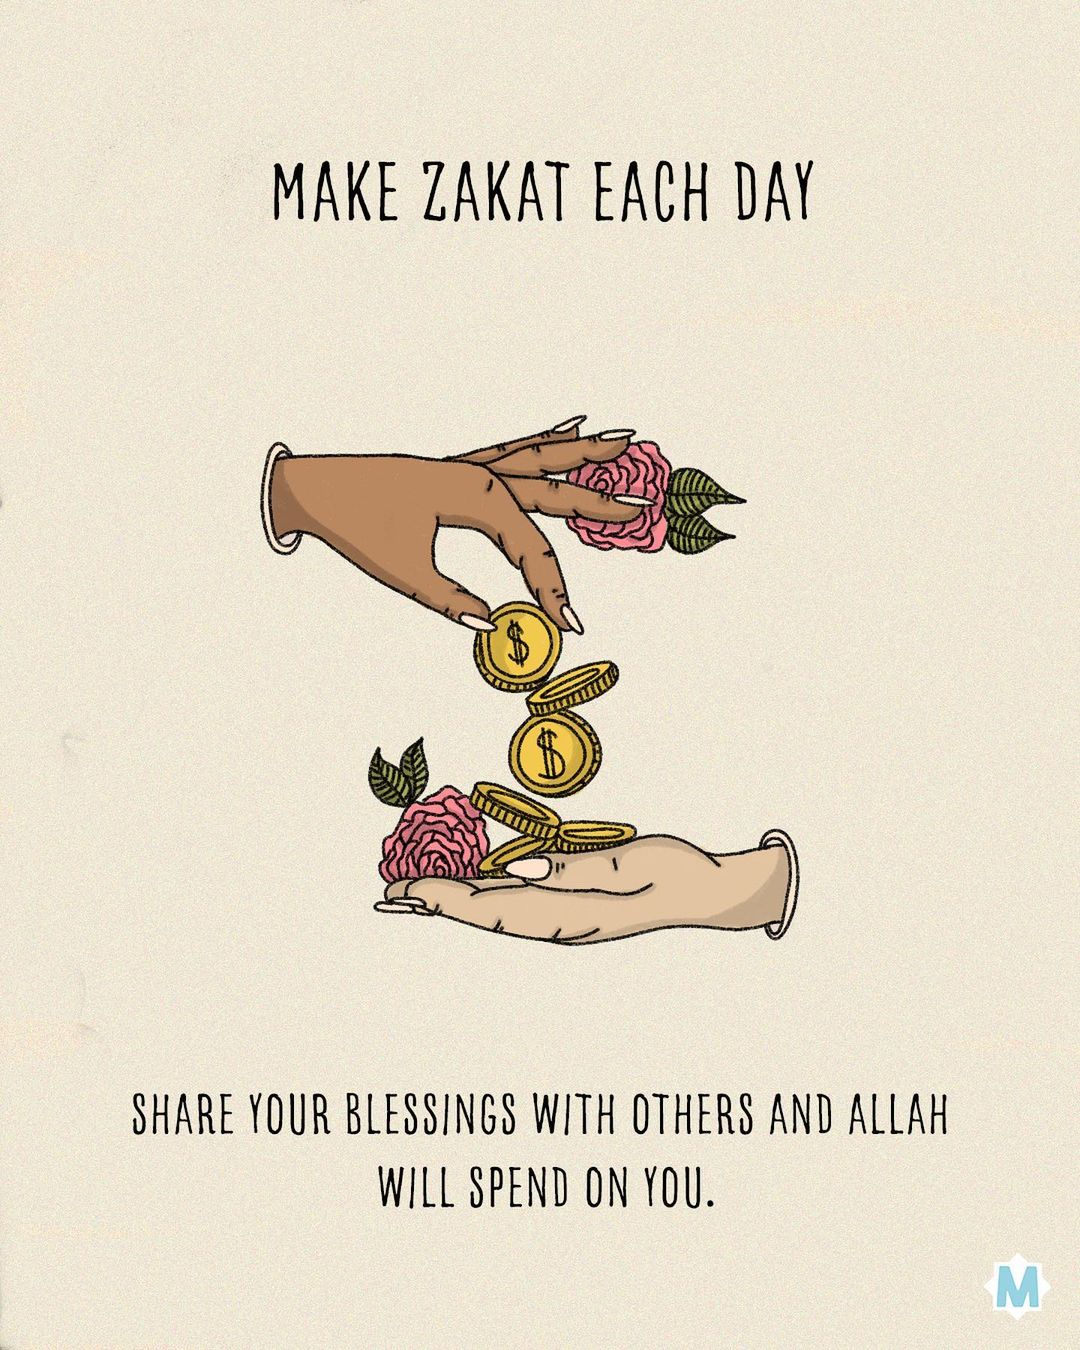 MAKE ZAKAT EACH DAY
$
$
SHARE YOUR BLESSINGS WITH OTHERS AND ALLAH
WILL SPEND ON YOU.
M